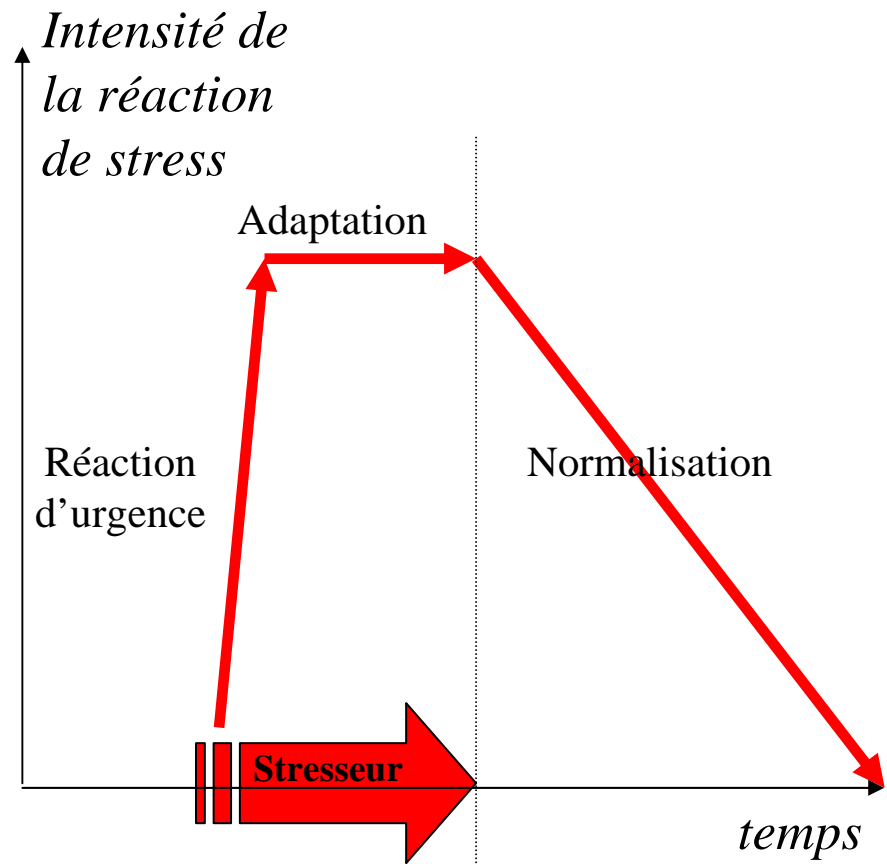 Intensité de
la réaction
de stress
Adaptation
Réaction
d’urgence
Normalisation
Stresseur
temps